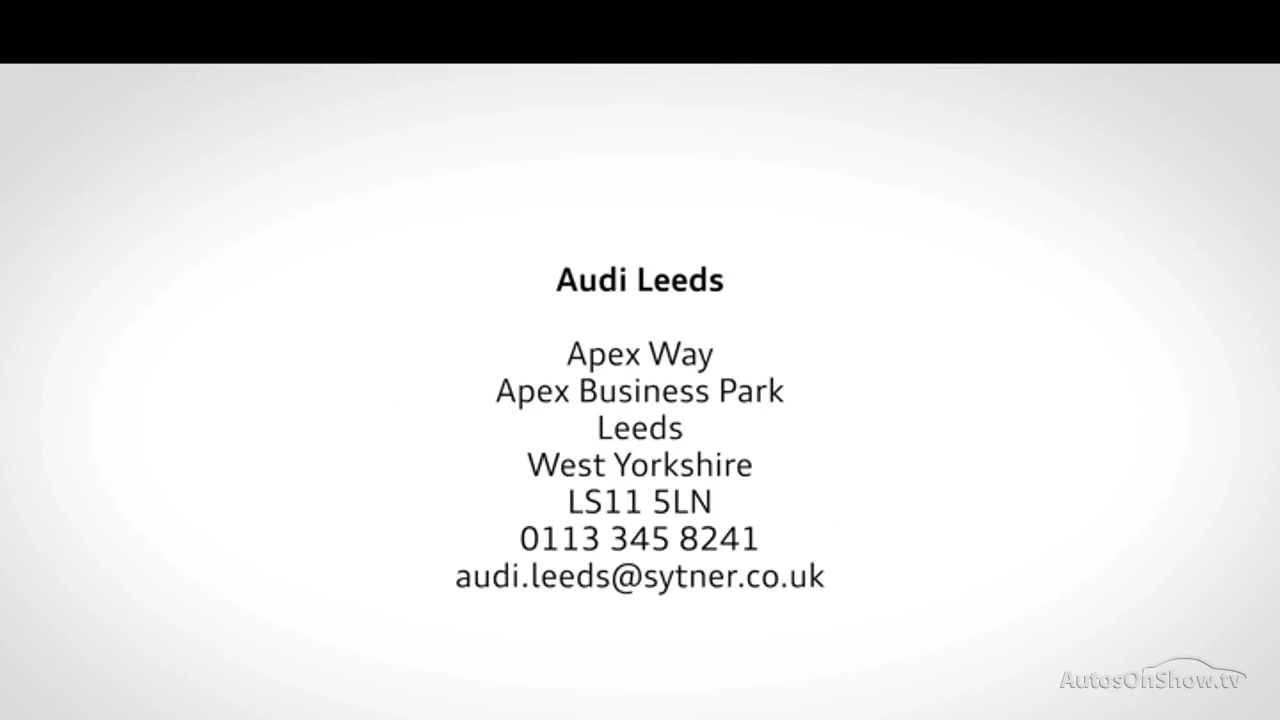 Audi Leeds
Apex Way
Apex Business Park
Leeds
West Yorkshire
LS11 5LN
0113 345 8241
audi.leeds@sytner.co.uk
AutosOnShow.tv